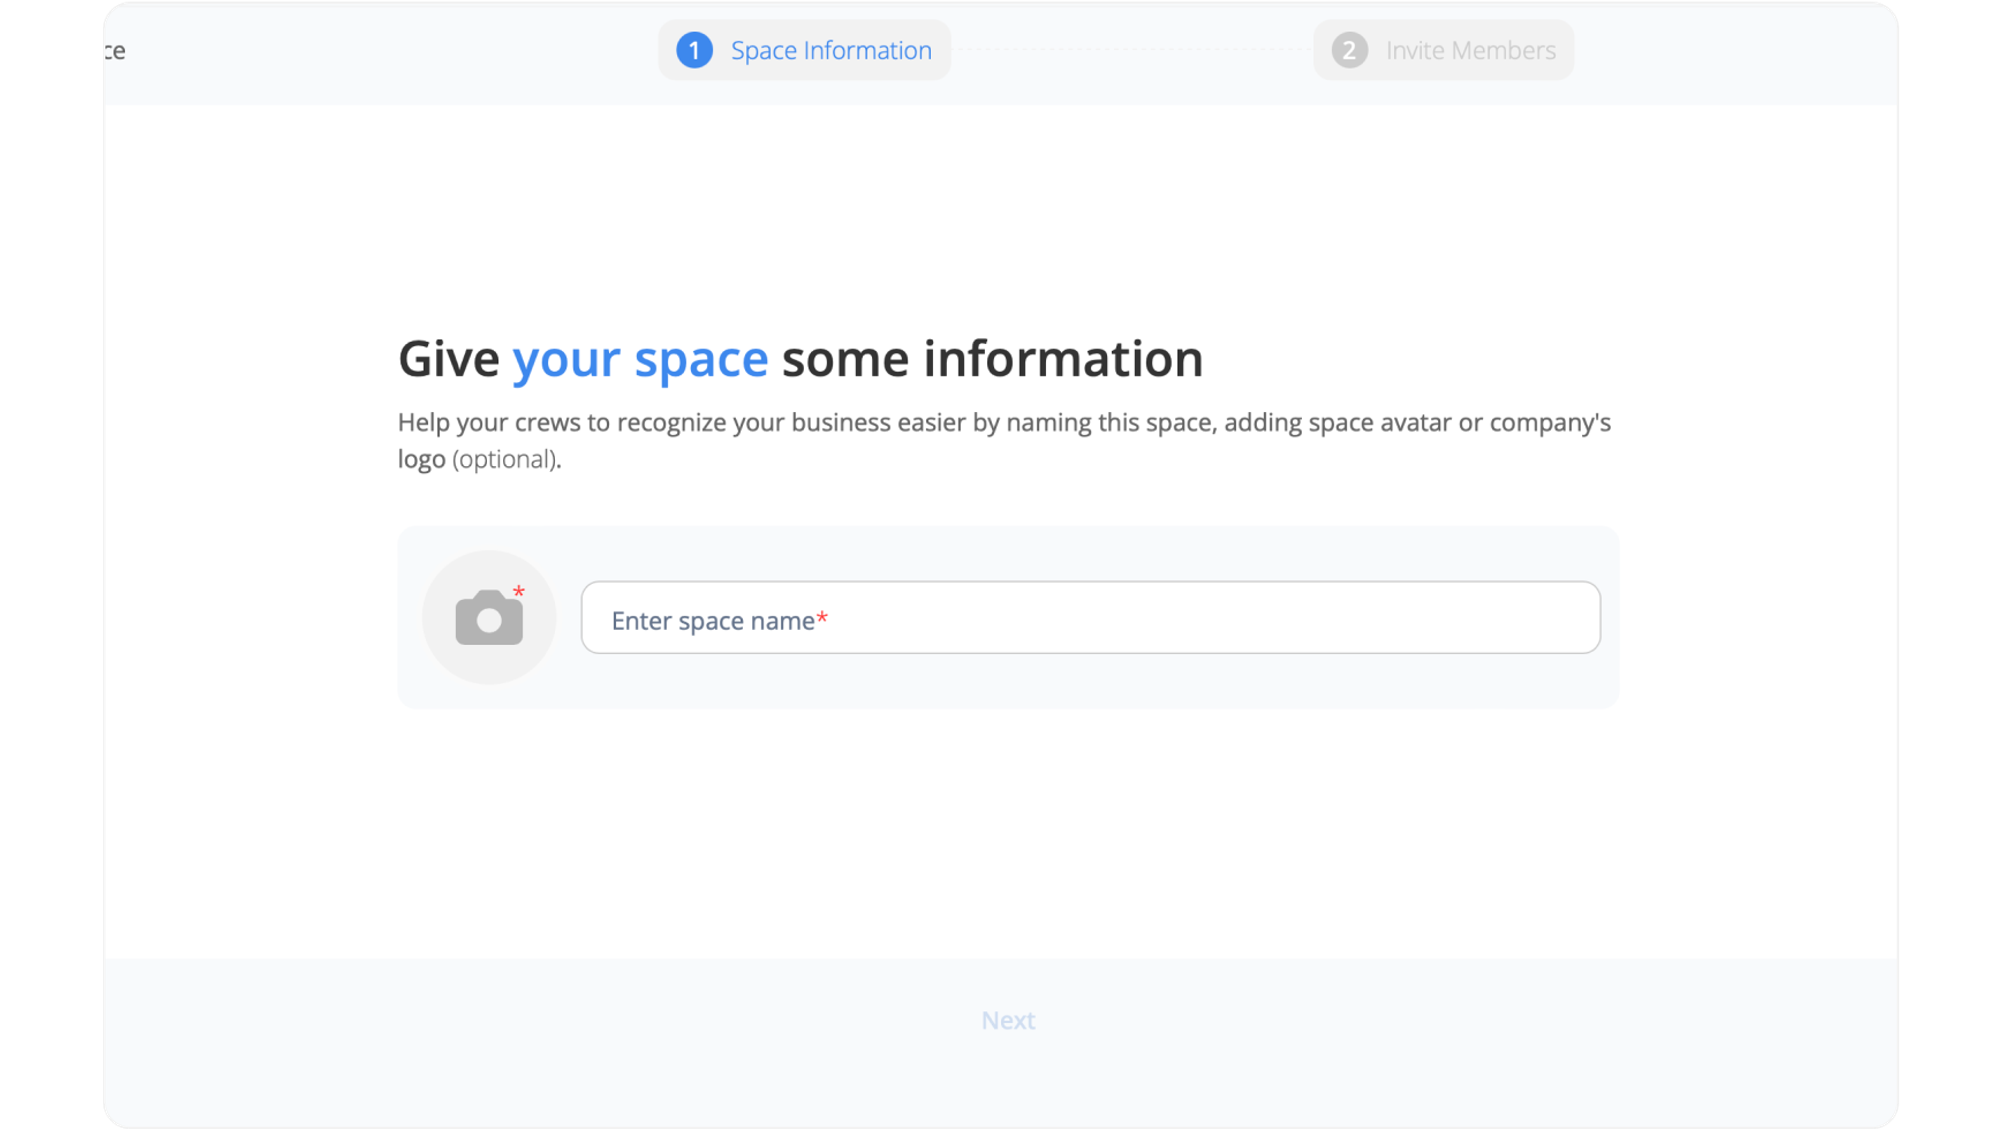 ce
1 Space Information
2 Invite Members
Give your space some information
Help your crews to recognize your business easier by naming this space, adding space avatar or company's
logo (optional).
*
Enter space name*
Next